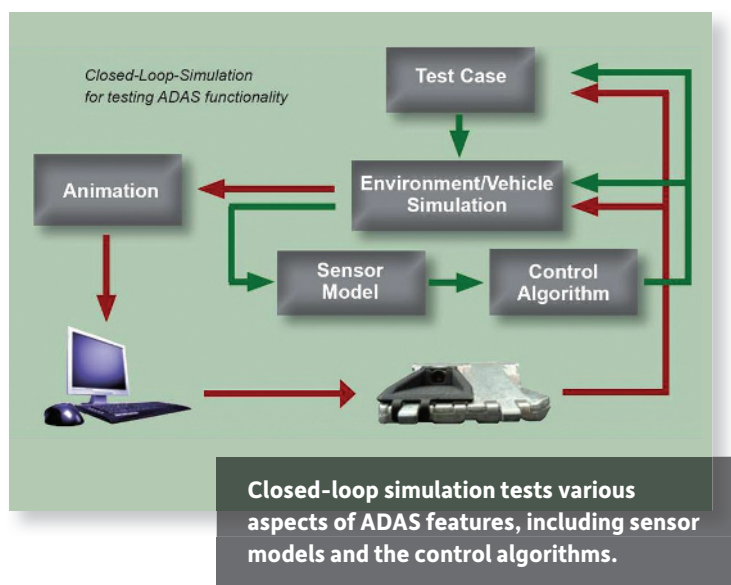 Closed-Loop-Simulation
for testing ADAS functionality
Test Case
Animation
Environment/Vehicle
Simulation
Sensor
Model
Control
Algorithm
Closed-loop simulation tests various
aspects of ADAS features, including sensor
models and the control algorithms.